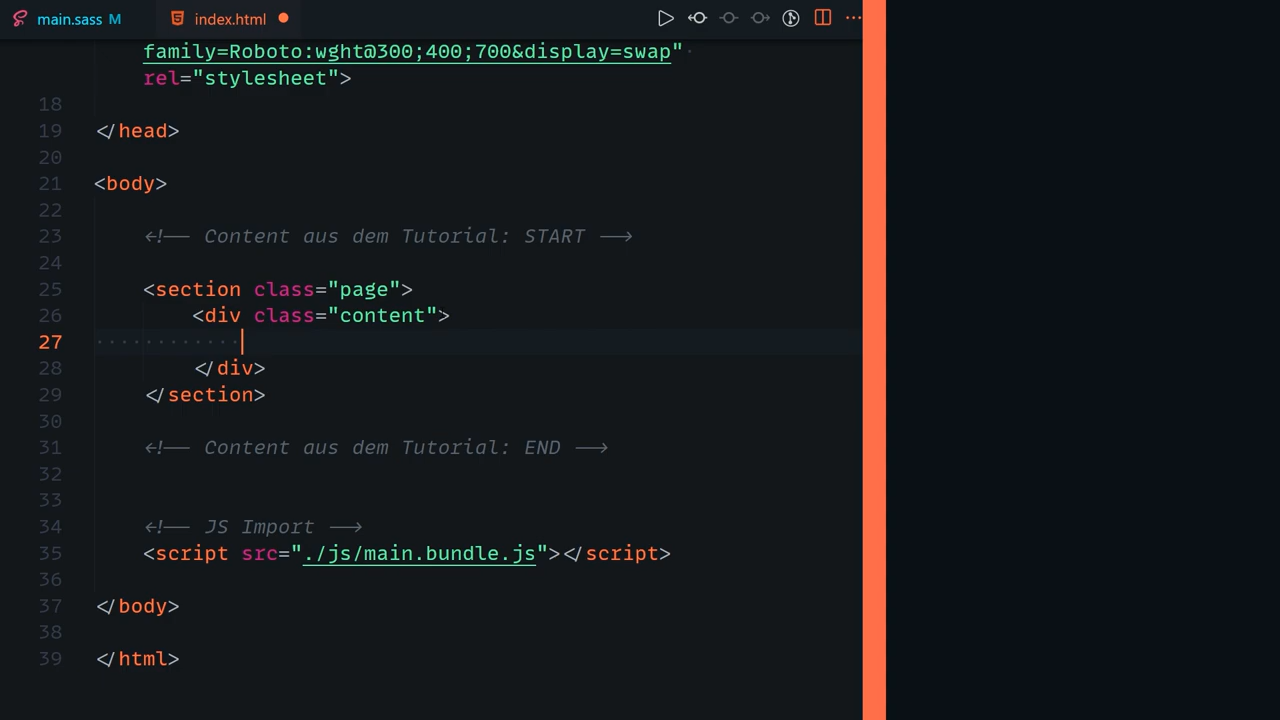 main.sass M
index.html
family=Roboto:wght@300;400;700&display=swap"
rel="stylesheet">
18
19 </head>
20
21 <body>
22
23 <!-- Content aus dem Tutorial: START -->
24
25 <section class="page">
26 <div class="content">
27
28 </div>
29 </section>
30
31 <!-- Content aus dem Tutorial: END -->
32
33
34 <!-- JS Import -->
35 <script src="./js/main.bundle.js"></script>
36
37 </body>
38
39 </html>